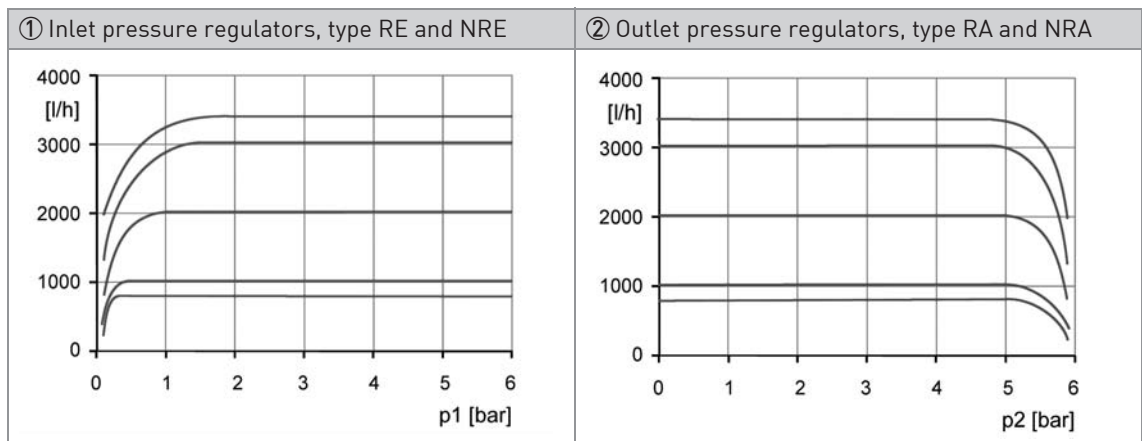 ① Inlet pressure regulators, type RE and NRE
② Outlet pressure regulators, type RA and NRA
4000
[l/h]
3000
2000
1000
0
0 1 2 3 4 5 6
p1 [bar]
4000
[l/h]
3000
2000
1000
0
0 1 2 3 4 5 6
p2 [bar]